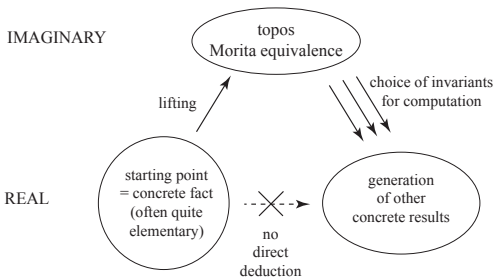 IMAGINARY
topos
Morita equivalence
lifting
choice of invariants
for computation
REAL
starting point
= concrete fact
(often quite
elementary)
no
direct
deduction
generation
of other
concrete results